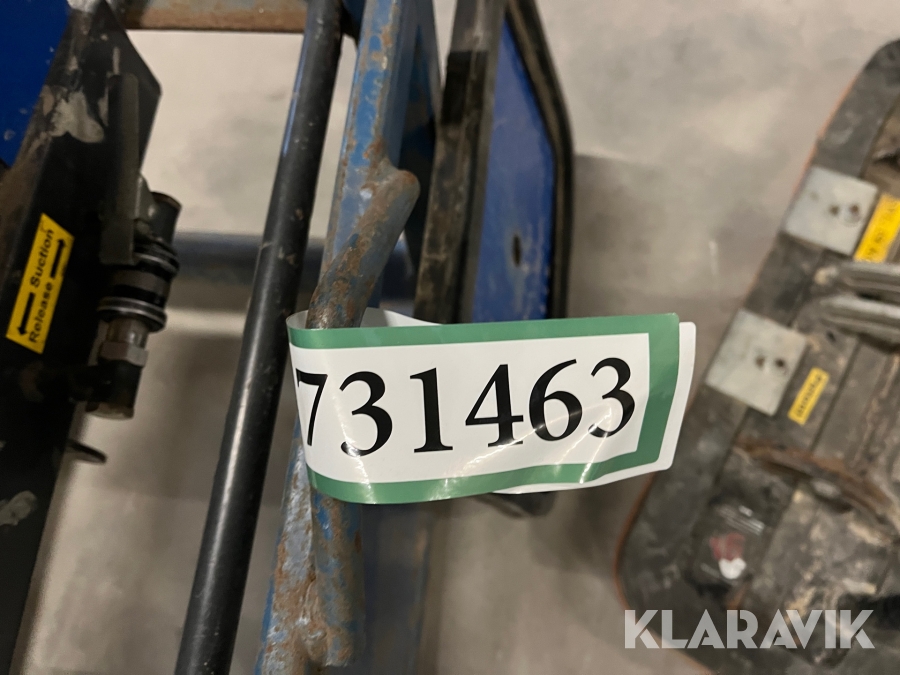 Suction
Release
731463
KLARAVIK